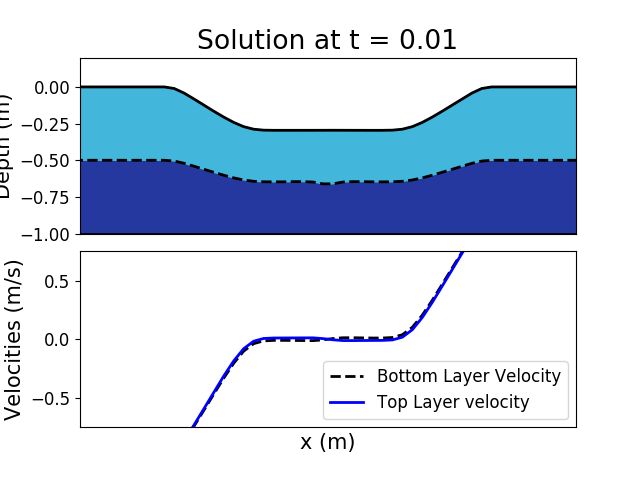 Solution at t = 0.01
Depth (m)
0.00
−0.25
−0.50
−0.75
−1.00
Velocities (m/s)
0.5
0.0
−0.5
Bottom Layer Velocity
Top Layer velocity
x (m)